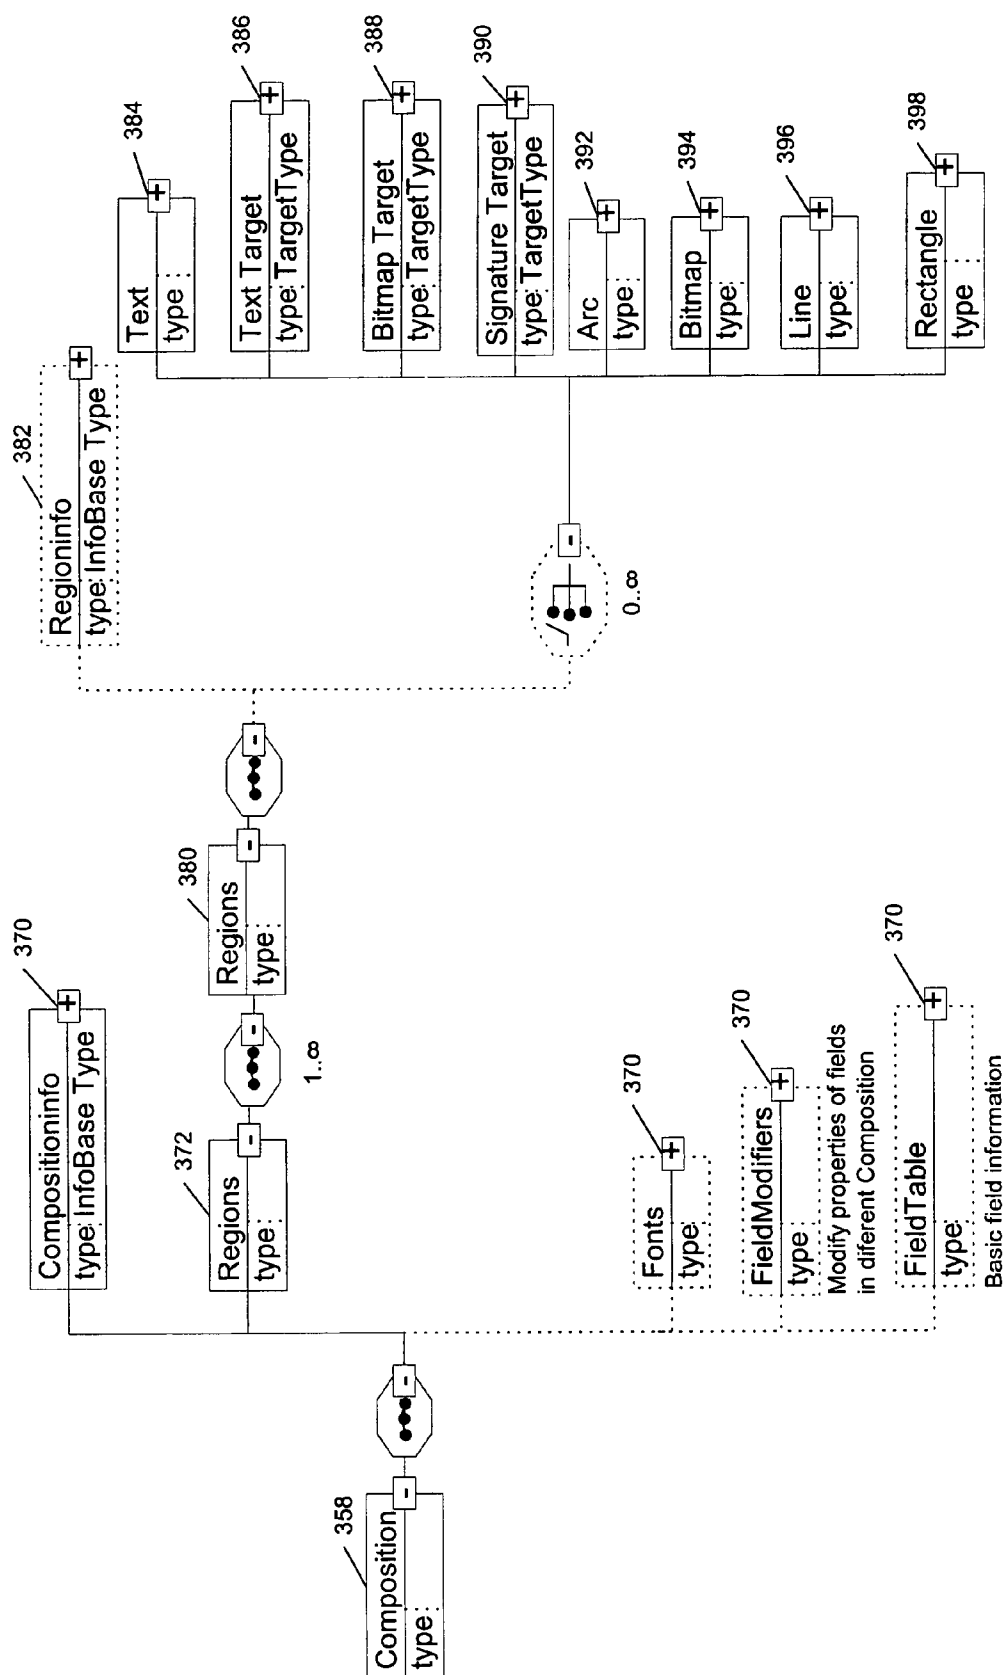 358
Composition
type:
370
Compositioninfo
type: InfoBase Type
372
Regions
type:
1..∞
380
Regions
type:
370
Fonts
type:
370
FieldModifiers
type
Modify properties of fields
in diferent Composition
370
FieldTable
type:
Basic field information
382
Regioninfo
type: InfoBase Type
0..∞
384
Text
type :
386
Text Target
type: TargetType
388
Bitmap Target
type: TargetType
390
Signature Target
type: TargetType
392
Arc
type:
394
Bitmap
type:
396
Line
type:
398
Rectangle
type :